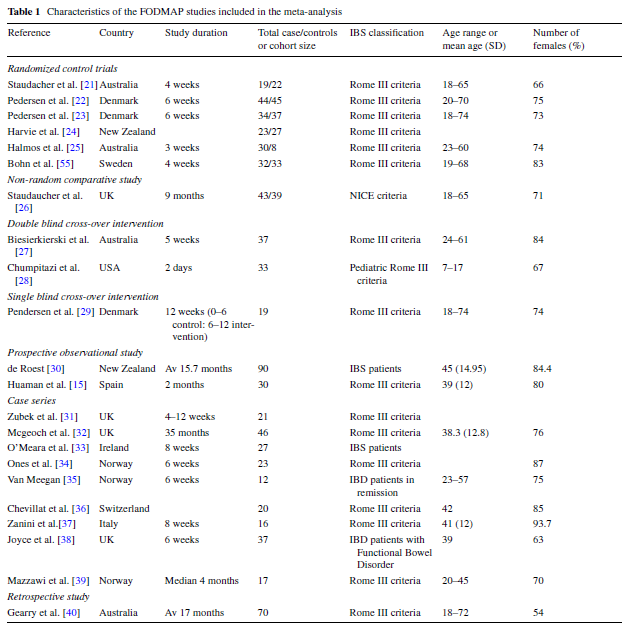 Table 1 Characteristics of the FODMAP studies included in the meta-analysis
Reference Country Study duration Total case/controls or cohort size IBS classification Age range or mean age (SD) Number of females (%)
Randomized control trials
Staudacher et al. [21] Australia 4 weeks 19/22 Rome III criteria 18–65 66
Pedersen et al. [22] Denmark 6 weeks 44/45 Rome III criteria 20–70 75
Pedersen et al. [23] Denmark 6 weeks 34/37 Rome III criteria 18–74 73
Harvie et al. [24] New Zealand 23/27 Rome III criteria
Halmos et al. [25] Australia 3 weeks 30/8 Rome III criteria 23–60 74
Bohn et al. [55] Sweden 4 weeks 32/33 Rome III criteria 19–68 83
Non-random comparative study
Staudaucher et al. [26] UK 9 months 43/39 NICE criteria 18–65 71
Double blind cross-over intervention
Biesierkierski et al. [27] Australia 5 weeks 37 Rome III criteria 24–61 84
Chumpitazi et al. [28] USA 2 days 33 Pediatric Rome III criteria 7–17 67
Single blind cross-over intervention
Pendersen et al. [29] Denmark 12 weeks (0–6 control: 6–12 intervention) 19 Rome III criteria 18–74 74
Prospective observational study
de Roest [30] New Zealand Av 15.7 months 90 IBS patients 45 (14.95) 84.4
Huaman et al. [15] Spain 2 months 30 Rome III criteria 39 (12) 80
Case series
Zubek et al. [31] UK 4–12 weeks 21 Rome III criteria
Mcgeoch et al. [32] UK 35 months 46 Rome III criteria 38.3 (12.8) 76
O’Meara et al. [33] Ireland 8 weeks 27 IBS patients
Ones et al. [34] Norway 6 weeks 23 Rome III criteria 87
Van Meegan [35] Norway 6 weeks 12 IBD patients in remission 23–57 75
Chevillat et al. [36] Switzerland 20 Rome III criteria 42 85
Zanini et al.[37] Italy 8 weeks 16 Rome III criteria 41 (12) 93.7
Joyce et al. [38] UK 6 weeks 37 IBD patients with Functional Bowel Disorder 39 63
Mazzawi et al. [39] Norway Median 4 months 17 Rome III criteria 20–45 70
Retrospective study
Gearry et al. [40] Australia Av 17 months 70 Rome III criteria 18–72 54